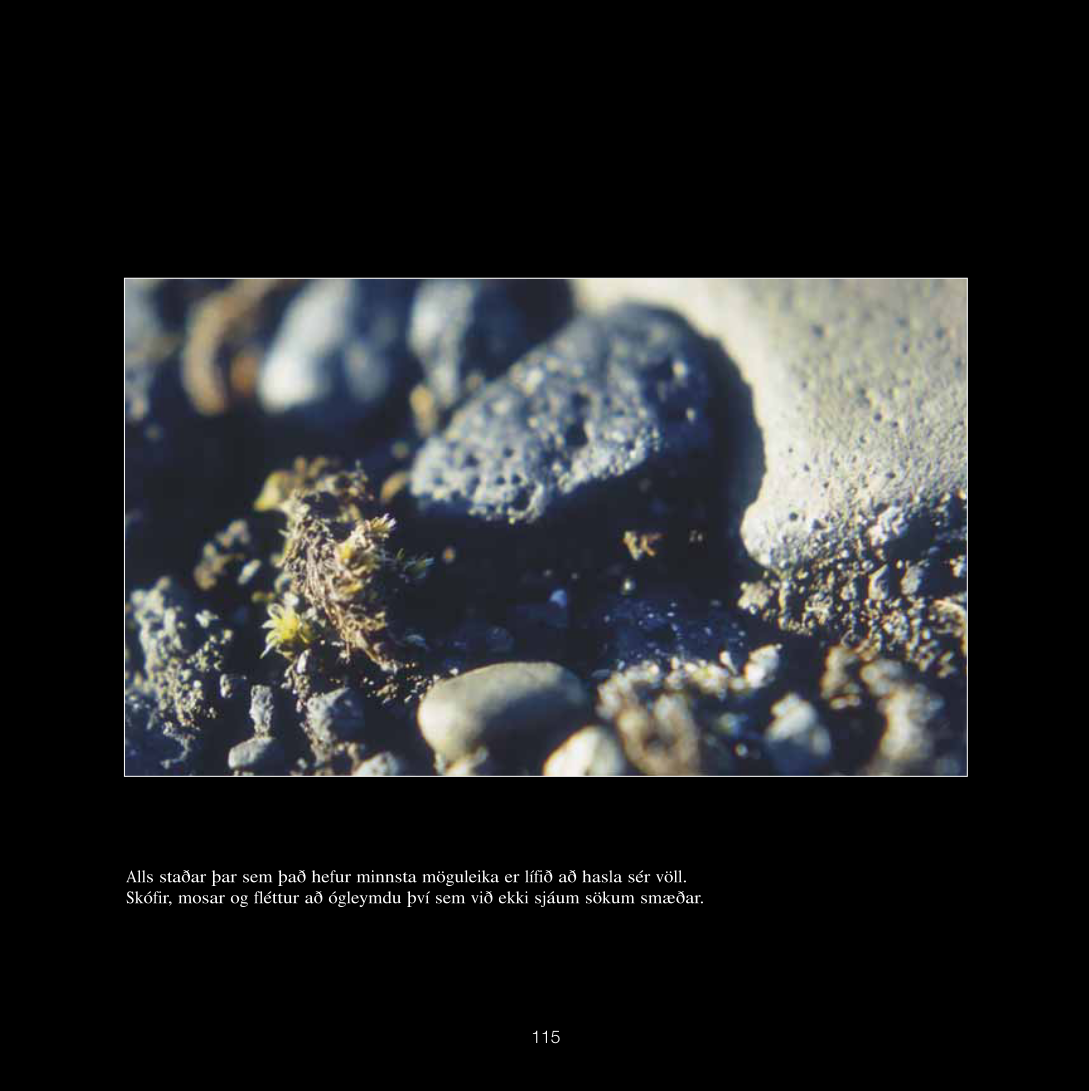 Alls staðar þar sem það hefur minnsta möguleika er lífið að hasla sér völl.
Skófir, mosar og fléttur að ógleymdu því sem við ekki sjáum sökum smæðar.
115